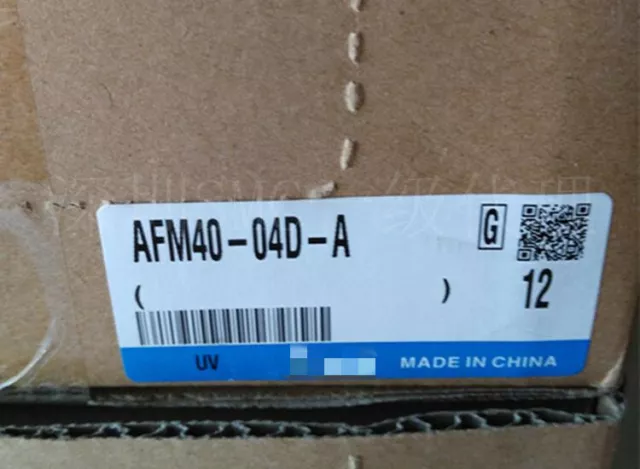 AFM40-04D-A
G
( )
12
UV
MADE IN CHINA